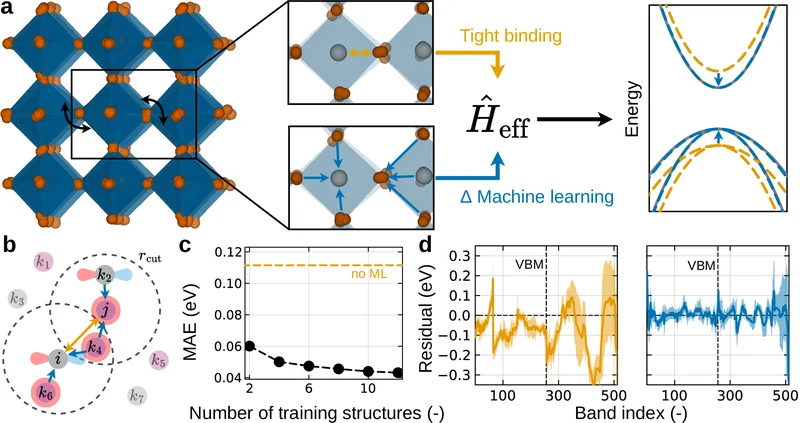 a
Tight binding
Ĥeff
Δ Machine learning
Energy
b
k1
rcut
k2
k3
j
i
k4
k5
k6
k7
c
MAE (eV)
0.12
0.10
0.08
0.06
0.04
no ML
2
6
10
Number of training structures (-)
d
Residual (eV)
0.3
0.2
0.1
0.0
−0.1
−0.2
−0.3
VBM
VBM
100
300
500
100
300
500
Band index (-)